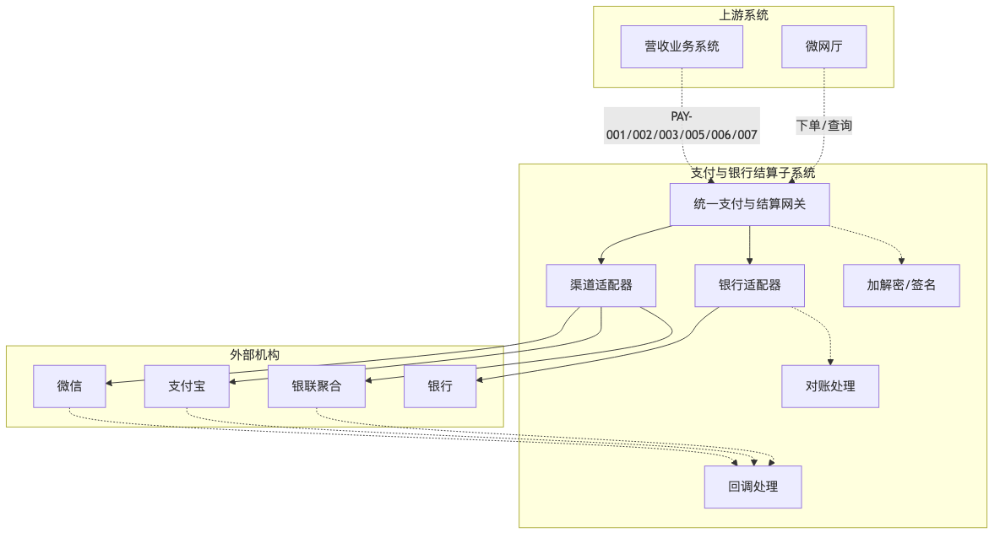 上游系统
营收业务系统
微网厅
PAY-
001/002/003/005/006/007
下单/查询
支付与银行结算子系统
统一支付与结算网关
渠道适配器
银行适配器
加解密/签名
外部机构
微信
支付宝
银联聚合
银行
对账处理
回调处理